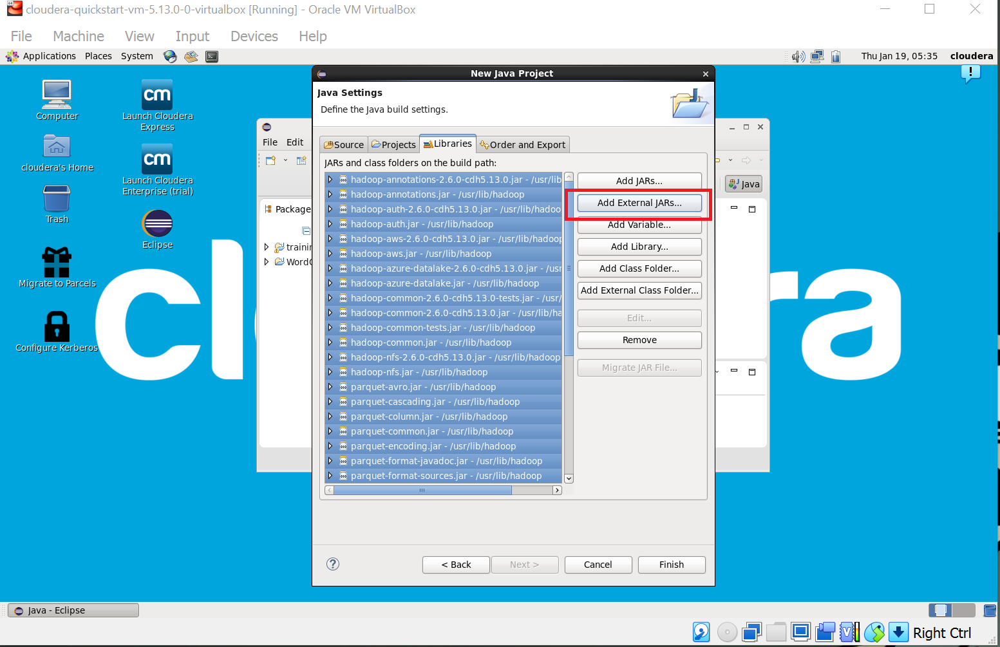 cloudera-quickstart-vm-5.13.0-0-virtualbox [Running] - Oracle VM VirtualBox
File Machine View Input Devices Help
Applications Places System
Thu Jan 19, 05:35 cloudera
Computer
Launch Cloudera
Express
cloudera's Home
Launch Cloudera
Enterprise (trial)
Trash
Eclipse
Migrate to Parcels
Configure Kerberos
cm
cm
File Edit
Package
trainin
WordC
Java
New Java Project
Java Settings
Define the Java build settings.
Source Projects Libraries Order and Export
JARs and class folders on the build path:
hadoop-annotations-2.6.0-cdh5.13.0.jar - /usr/lib
hadoop-annotations.jar - /usr/lib/hadoop
hadoop-auth-2.6.0-cdh5.13.0.jar - /usr/lib/hadoo
hadoop-auth.jar - /usr/lib/hadoop
hadoop-aws-2.6.0-cdh5.13.0.jar - /usr/lib/hadoop
hadoop-aws.jar - /usr/lib/hadoop
hadoop-azure-datalake-2.6.0-cdh5.13.0.jar - /usr
hadoop-azure-datalake.jar - /usr/lib/hadoop
hadoop-common-2.6.0-cdh5.13.0-tests.jar - /usr/
hadoop-common-2.6.0-cdh5.13.0.jar - /usr/lib/ha
hadoop-common-tests.jar - /usr/lib/hadoop
hadoop-common.jar - /usr/lib/hadoop
hadoop-nfs-2.6.0-cdh5.13.0.jar - /usr/lib/hadoop
hadoop-nfs.jar - /usr/lib/hadoop
parquet-avro.jar - /usr/lib/hadoop
parquet-cascading.jar - /usr/lib/hadoop
parquet-column.jar - /usr/lib/hadoop
parquet-common.jar - /usr/lib/hadoop
parquet-encoding.jar - /usr/lib/hadoop
parquet-format-javadoc.jar - /usr/lib/hadoop
parquet-format-sources.jar - /usr/lib/hadoop
Add JARs...
Add External JARs...
Add Variable...
Add Library...
Add Class Folder...
Add External Class Folder...
Edit...
Remove
Migrate JAR File...
< Back Next > Cancel Finish
cl
ra
Java - Eclipse
Right Ctrl